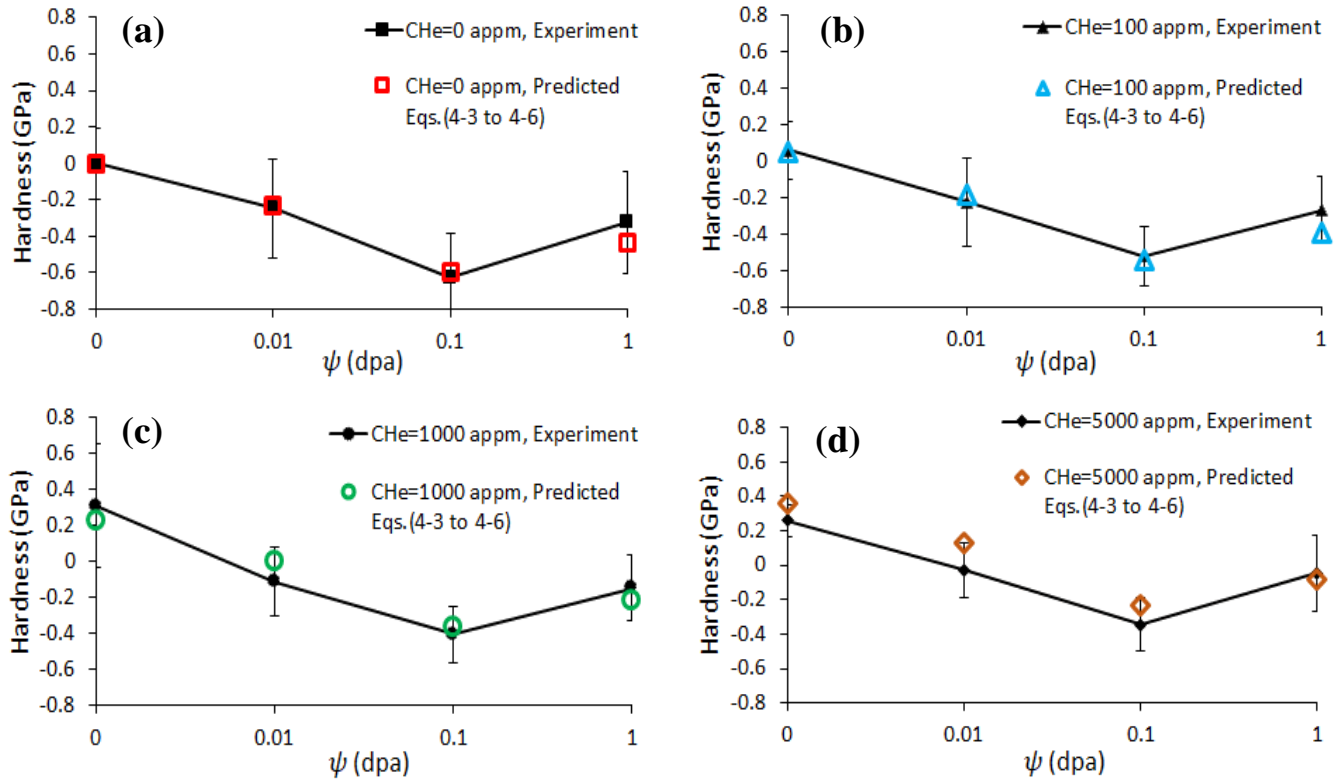 (a)
CHe=0 appm, Experiment
CHe=0 appm, Predicted
Eqs.(4-3 to 4-6)
Hardness (GPa)
0.8
0.6
0.4
0.2
0
-0.2
-0.4
-0.6
-0.8
0 0.01 0.1 1
ψ (dpa)
(b)
CHe=100 appm, Experiment
CHe=100 appm, Predicted
Eqs.(4-3 to 4-6)
Hardness (GPa)
0.8
0.6
0.4
0.2
0
-0.2
-0.4
-0.6
-0.8
0 0.01 0.1 1
ψ (dpa)
(c)
CHe=1000 appm, Experiment
CHe=1000 appm, Predicted
Eqs.(4-3 to 4-6)
Hardness (GPa)
0.8
0.6
0.4
0.2
0
-0.2
-0.4
-0.6
-0.8
0 0.01 0.1 1
ψ (dpa)
(d)
CHe=5000 appm, Experiment
CHe=5000 appm, Predicted
Eqs.(4-3 to 4-6)
Hardness (GPa)
0.8
0.6
0.4
0.2
0
-0.2
-0.4
-0.6
-0.8
0 0.01 0.1 1
ψ (dpa)